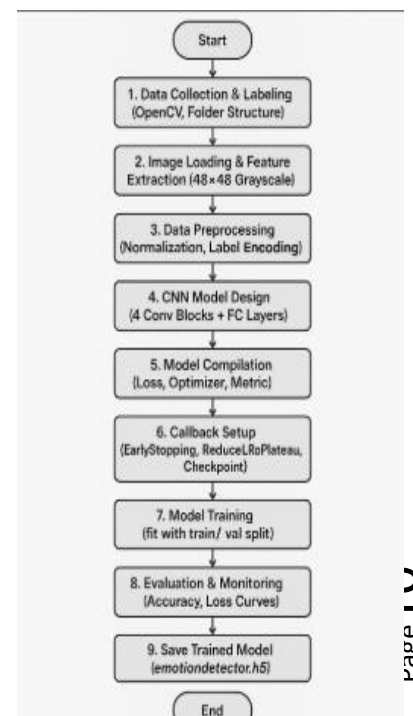 Start
1. Data Collection & Labeling
(OpenCV, Folder Structure)
2. Image Loading & Feature
Extraction (48×48 Grayscale)
3. Data Preprocessing
(Normalization, Label Encoding)
4. CNN Model Design
(4 Conv Blocks + FC Layers)
5. Model Compilation
(Loss, Optimizer, Metric)
6. Callback Setup
(EarlyStopping, ReduceLRoPlateau,
Checkpoint)
7. Model Training
(fit with train/ val split)
8. Evaluation & Monitoring
(Accuracy, Loss Curves)
9. Save Trained Model
(emotiondetector.h5)
End
Page